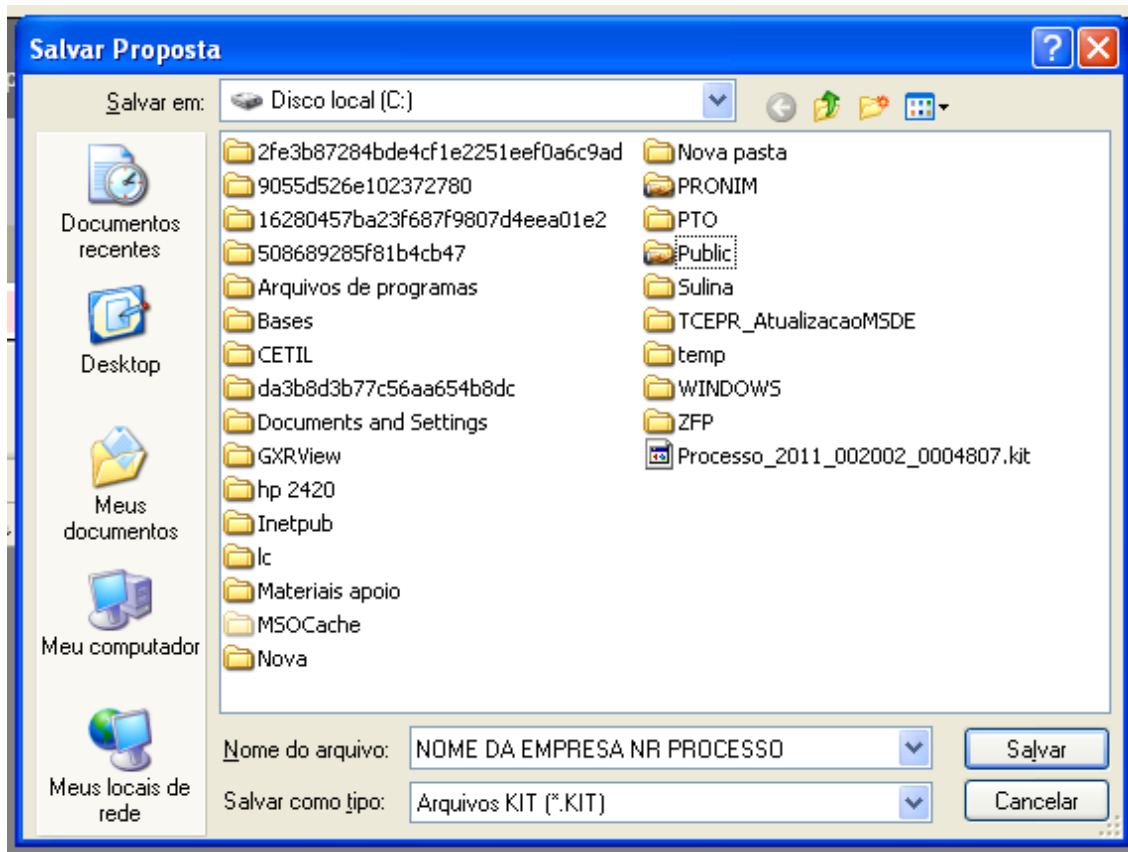 Salvar Proposta
Salvar em:
Disco local (C:)
Documentos
recentes
Desktop
Meus
documentos
Meu computador
Meus locais de
rede
2fe3b87284bde4cf1e2251eef0a6c9ad
9055d526e102372780
16280457ba23f687f9807d4eea01e2
508689285f81b4cb47
Arquivos de programas
Bases
CETIL
da3b8d3b77c56aa654b8dc
Documents and Settings
GXRView
hp 2420
Inetpub
lc
Materiais apoio
MSOCache
Nova
Nova pasta
PRONIM
PTO
Public
Sulina
TCEPR_AtualizacaoMSDE
temp
WINDOWS
ZFP
Processo_2011_002002_0004807.kit
Nome do arquivo:
NOME DA EMPRESA NR PROCESSO
Salvar
Salvar como tipo:
Arquivos KIT (*.KIT)
Cancelar